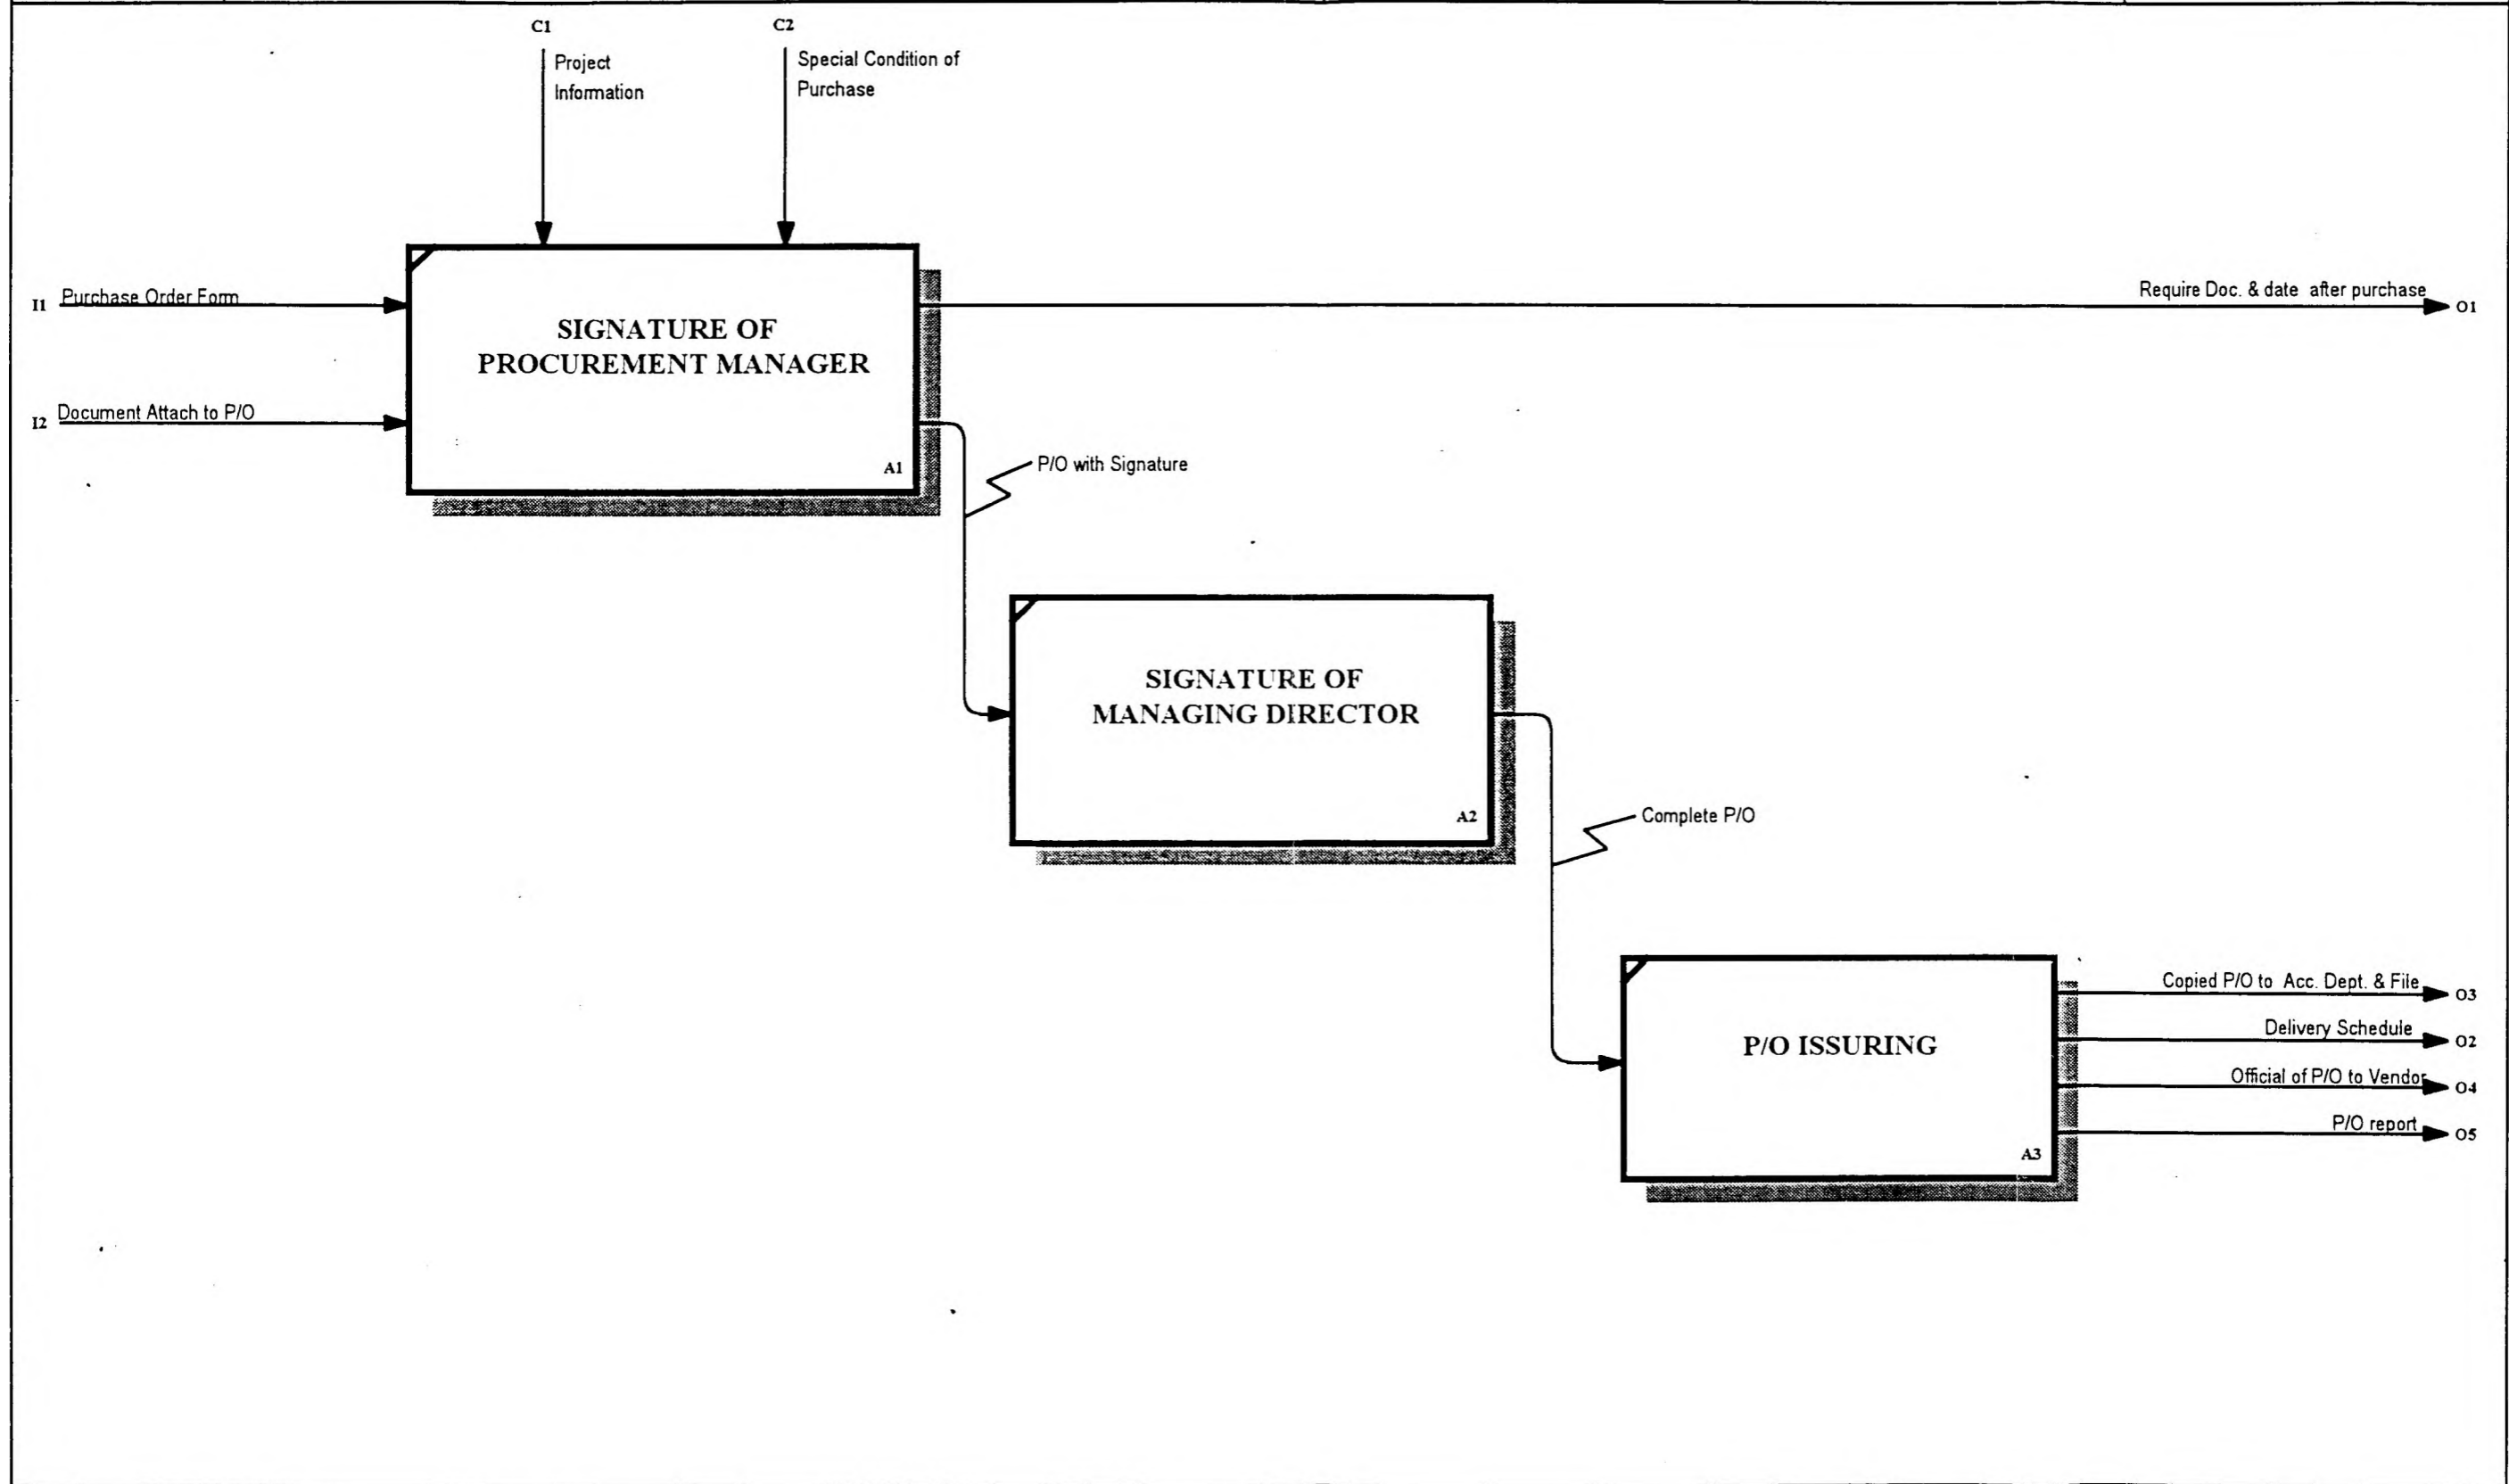 C1
C2
Project
Information
Special Condition of
Purchase
I1
Purchase Order Form
I2
Document Attach to P/O
SIGNATURE OF
PROCUREMENT MANAGER
A1
Require Doc. & date after purchase
O1
P/O with Signature
SIGNATURE OF
MANAGING DIRECTOR
A2
Complete P/O
P/O ISSURING
A3
Copied P/O to Acc. Dept. & File
O3
Delivery Schedule
O2
Official of P/O to Vendor
O4
P/O report
O5